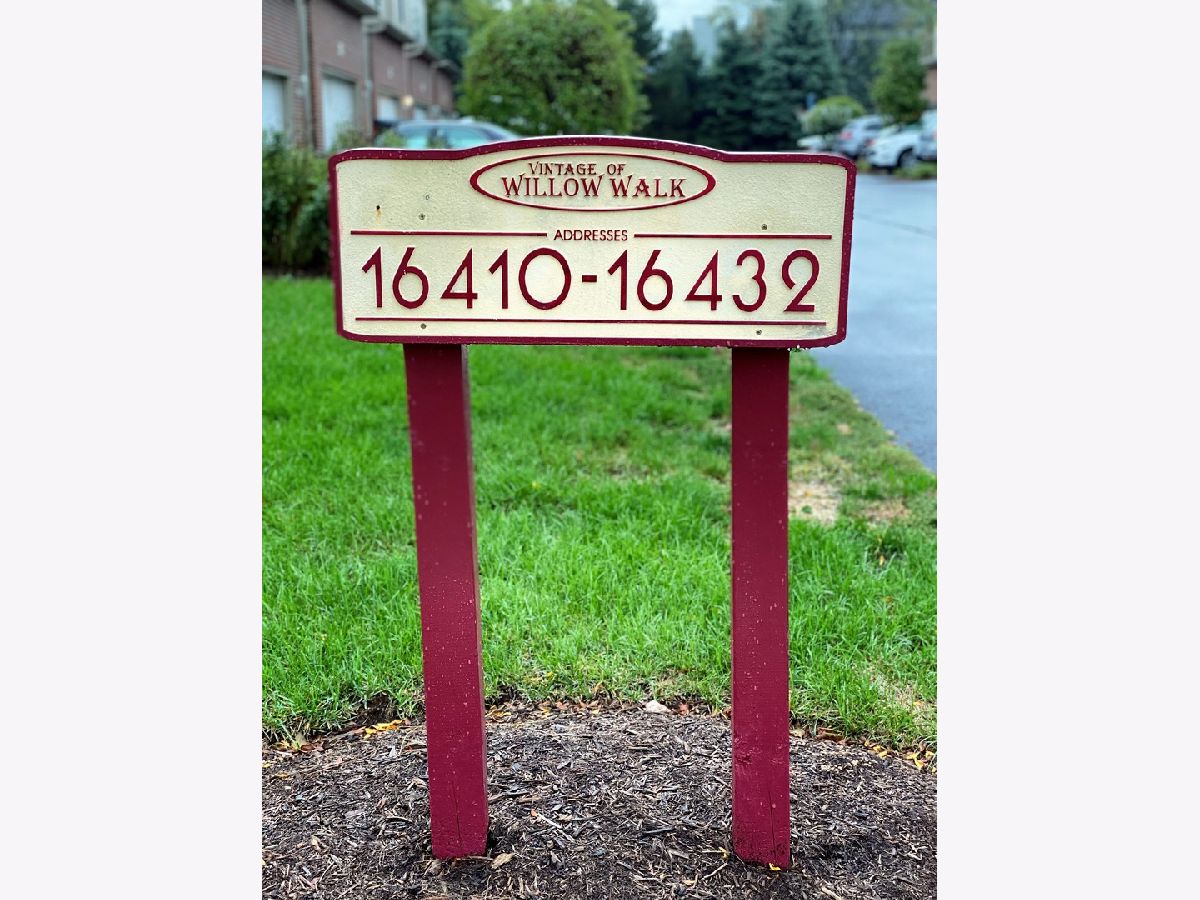 VINTAGE OF
WILLOW WALK
ADDRESSES
16410-16432